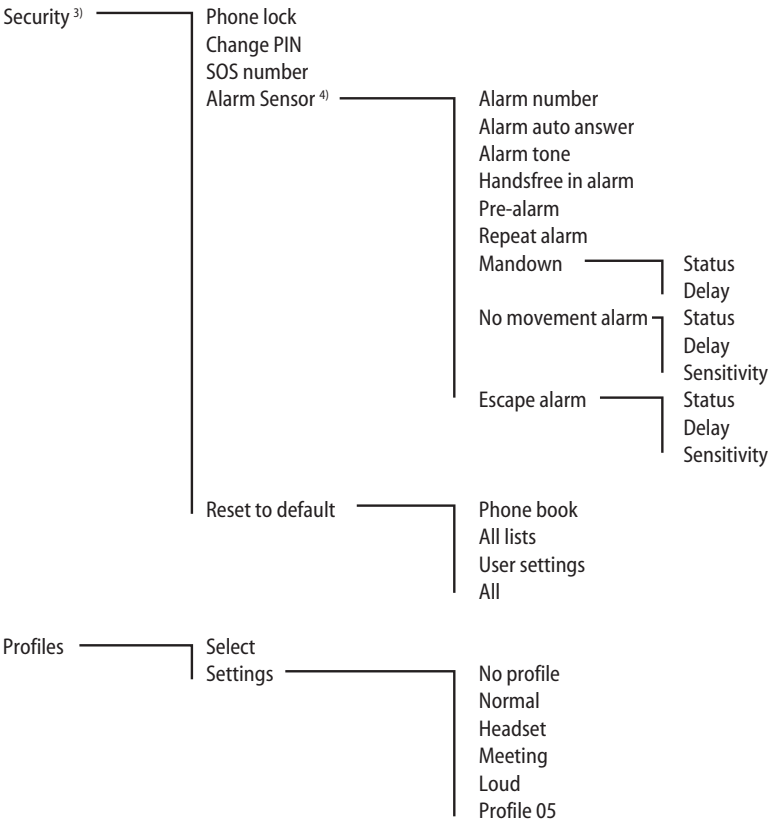 Security 3) Phone lock
Change PIN
SOS number
Alarm Sensor 4) Alarm number
Alarm auto answer
Alarm tone
Handsfree in alarm
Pre-alarm
Repeat alarm
Mandown Status
Delay
No movement alarm Status
Delay
Sensitivity
Escape alarm Status
Delay
Sensitivity
Reset to default Phone book
All lists
User settings
All
Profiles Select
Settings No profile
Normal
Headset
Meeting
Loud
Profile 05